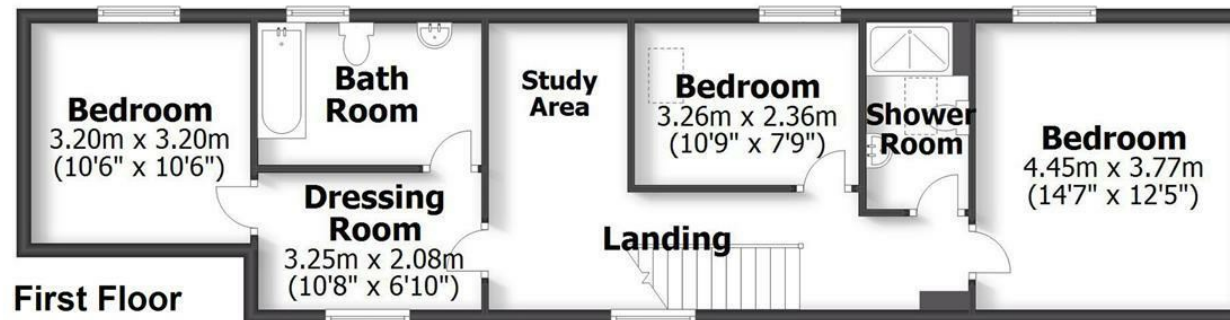 Bedroom
3.20m x 3.20m
(10'6" x 10'6")
Bath
Room
Dressing
Room
3.25m x 2.08m
(10'8" x 6'10")
Study
Area
Landing
Bedroom
3.26m x 2.36m
(10'9" x 7'9")
Shower
Room
Bedroom
4.45m x 3.77m
(14'7" x 12'5")
First Floor